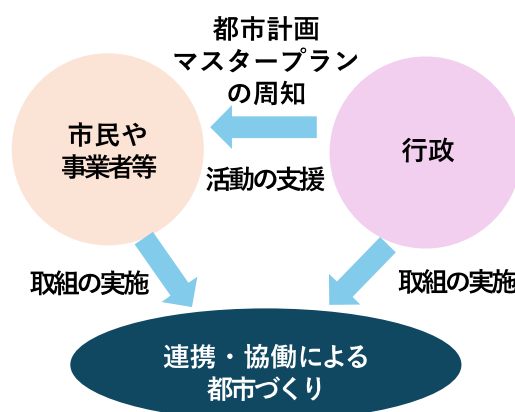 都市計画
マスタープラン
の周知
市民や
事業者等
行政
活動の支援
取組の実施
取組の実施
連携・協働による
都市づくり